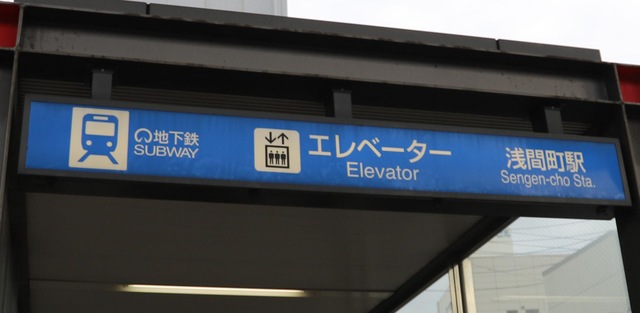 地下鉄
SUBWAY
エレベーター
Elevator
浅間町駅
Sengen-cho Sta.